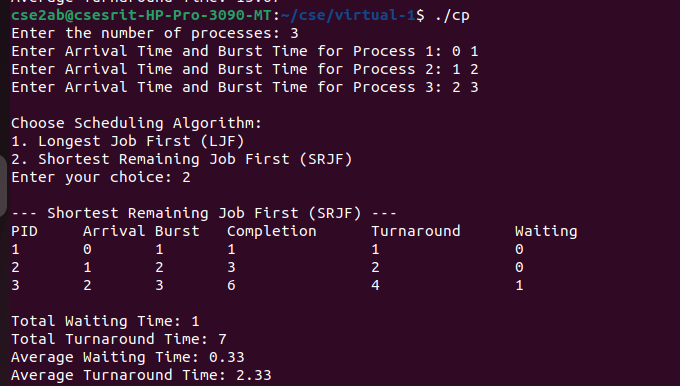 Average Turnaround Time: 15.67
cse2ab@csesrit-HP-Pro-3090-MT:~/cse/virtual-1$ ./cp
Enter the number of processes: 3
Enter Arrival Time and Burst Time for Process 1: 0 1
Enter Arrival Time and Burst Time for Process 2: 1 2
Enter Arrival Time and Burst Time for Process 3: 2 3
Choose Scheduling Algorithm:
1. Longest Job First (LJF)
2. Shortest Remaining Job First (SRJF)
Enter your choice: 2
--- Shortest Remaining Job First (SRJF) ---
PID Arrival Burst Completion Turnaround Waiting
1 0 1 1 1 0
2 1 2 3 2 0
3 2 3 6 4 1
Total Waiting Time: 1
Total Turnaround Time: 7
Average Waiting Time: 0.33
Average Turnaround Time: 2.33